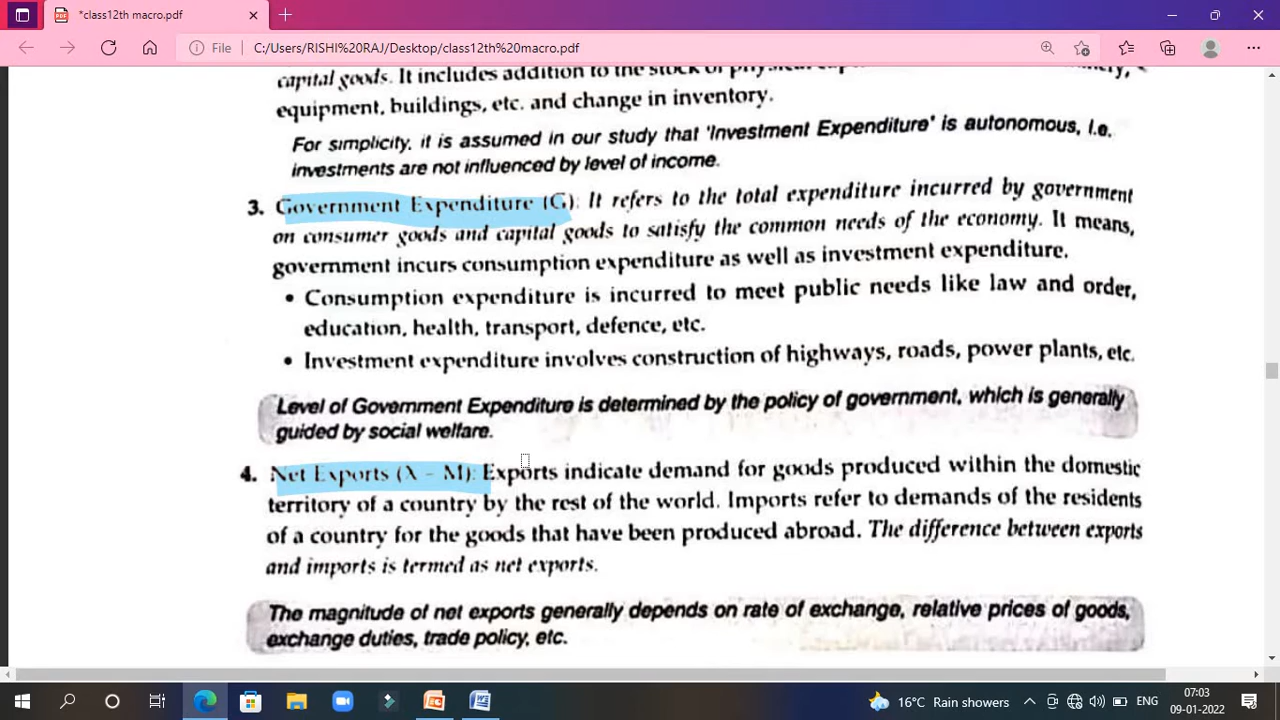 *class12th macro.pdf
File C:/Users/RISHI%20RAJ/Desktop/class12th%20macro.pdf
capital goods. It includes addition to the stock of
equipment, buildings, etc. and change in inventory.
For simplicity, it is assumed in our study that 'Investment Expenditure' is autonomous, i.e.
investments are not influenced by level of income.
3. Government Expenditure (G): It refers to the total expenditure incurred by government
on consumer goods and capital goods to satisfy the common needs of the economy. It means,
government incurs consumption expenditure as well as investment expenditure.
• Consumption expenditure is incurred to meet public needs like law and order,
education, health, transport, defence, etc.
• Investment expenditure involves construction of highways, roads, power plants, etc.
Level of Government Expenditure is determined by the policy of government, which is generally
guided by social welfare.
4. Net Exports (X – M): Exports indicate demand for goods produced within the domestic
territory of a country by the rest of the world. Imports refer to demands of the residents
of a country for the goods that have been produced abroad. The difference between exports
and imports is termed as net exports.
The magnitude of net exports generally depends on rate of exchange, relative prices of goods,
exchange duties, trade policy, etc.
16°C Rain showers ENG 07:03
09-01-2022